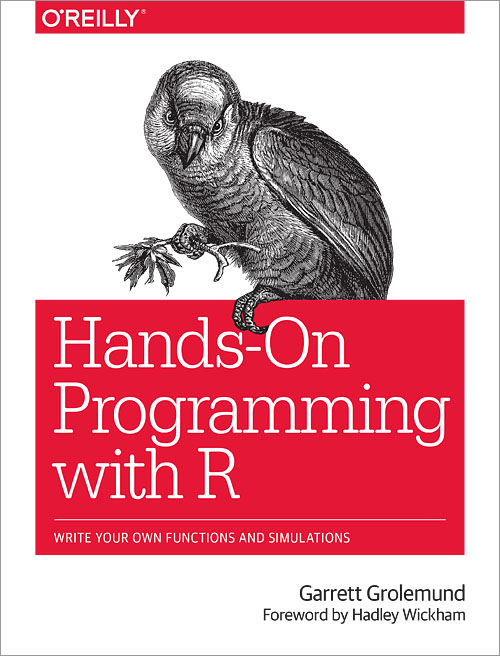 O'REILLY®
Hands-On
Programming
with R
WRITE YOUR OWN FUNCTIONS AND SIMULATIONS
Garrett Grolemund
Foreword by Hadley Wickham